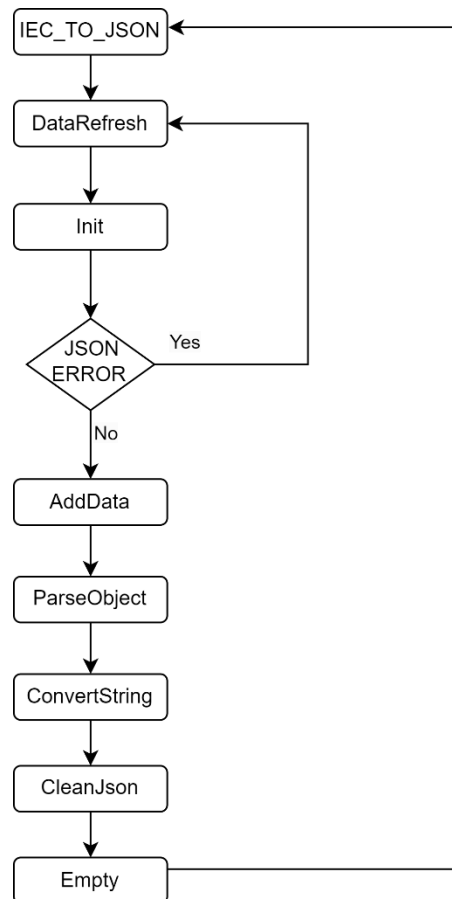 IEC_TO_JSON
DataRefresh
Init
JSON
ERROR
Yes
No
AddData
ParseObject
ConvertString
CleanJson
Empty